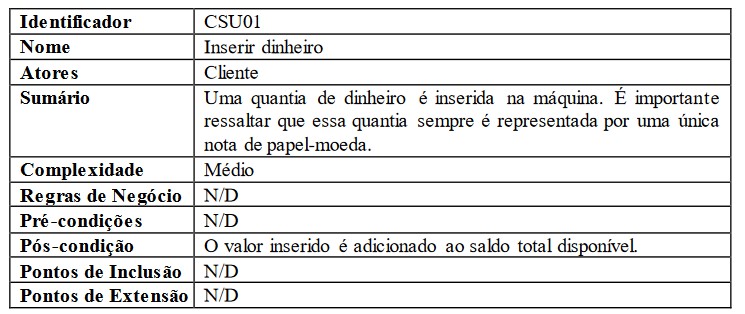 Identificador CSU01
Nome Inserir dinheiro
Atores Cliente
Sumário Uma quantia de dinheiro é inserida na máquina. É importante
ressaltar que essa quantia sempre é representada por uma única
nota de papel-moeda.
Complexidade Médio
Regras de Negócio N/D
Pré-condições N/D
Pós-condição O valor inserido é adicionado ao saldo total disponível.
Pontos de Inclusão N/D
Pontos de Extensão N/D